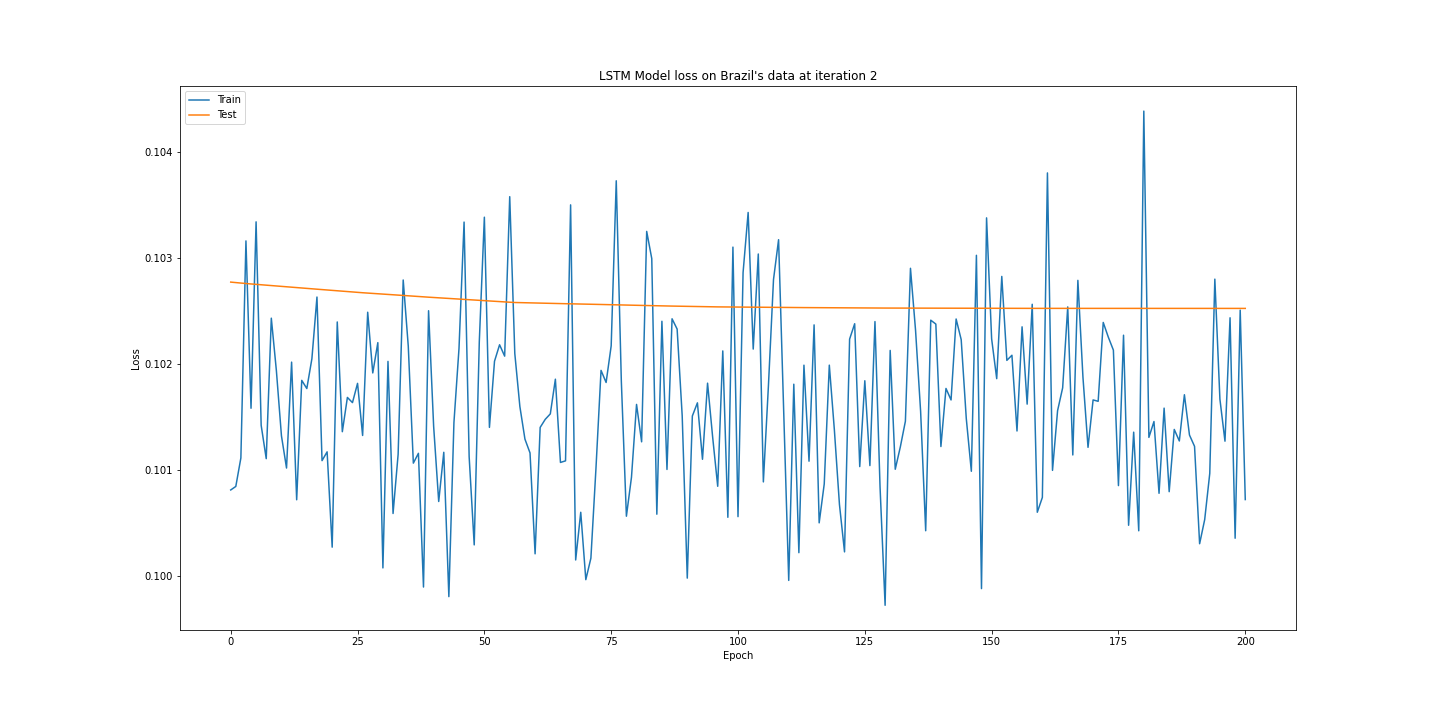 LSTM Model loss on Brazil's data at iteration 2
Train
Test
0.104
0.103
0.102
0.101
0.100
Loss
0 25 50 75 100 125 150 175 200
Epoch